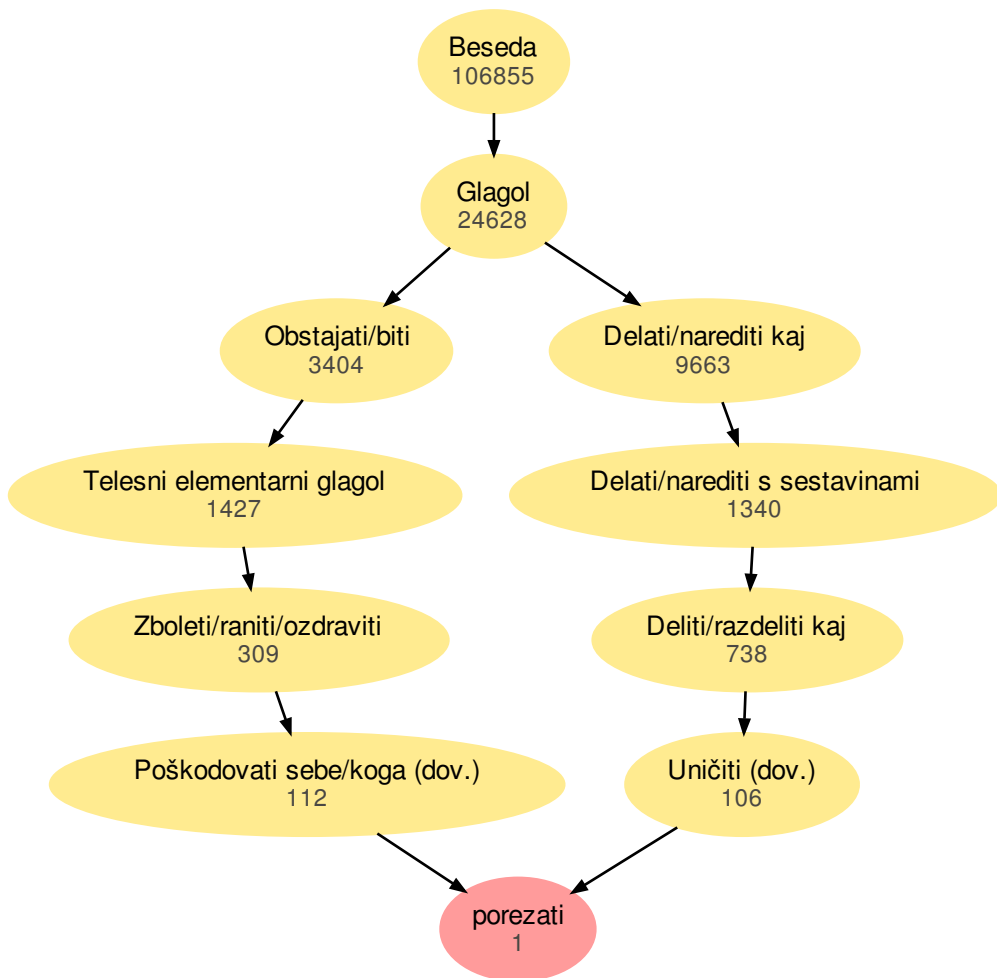 Beseda
106855
Glagol
24628
Obstajati/biti
3404
Delati/narediti kaj
9663
Telesni elementarni glagol
1427
Delati/narediti s sestavinami
1340
Zboleti/raniti/ozdraviti
309
Deliti/razdeliti kaj
738
Poškodovati sebe/koga (dov.)
112
Uničiti (dov.)
106
porezati
1